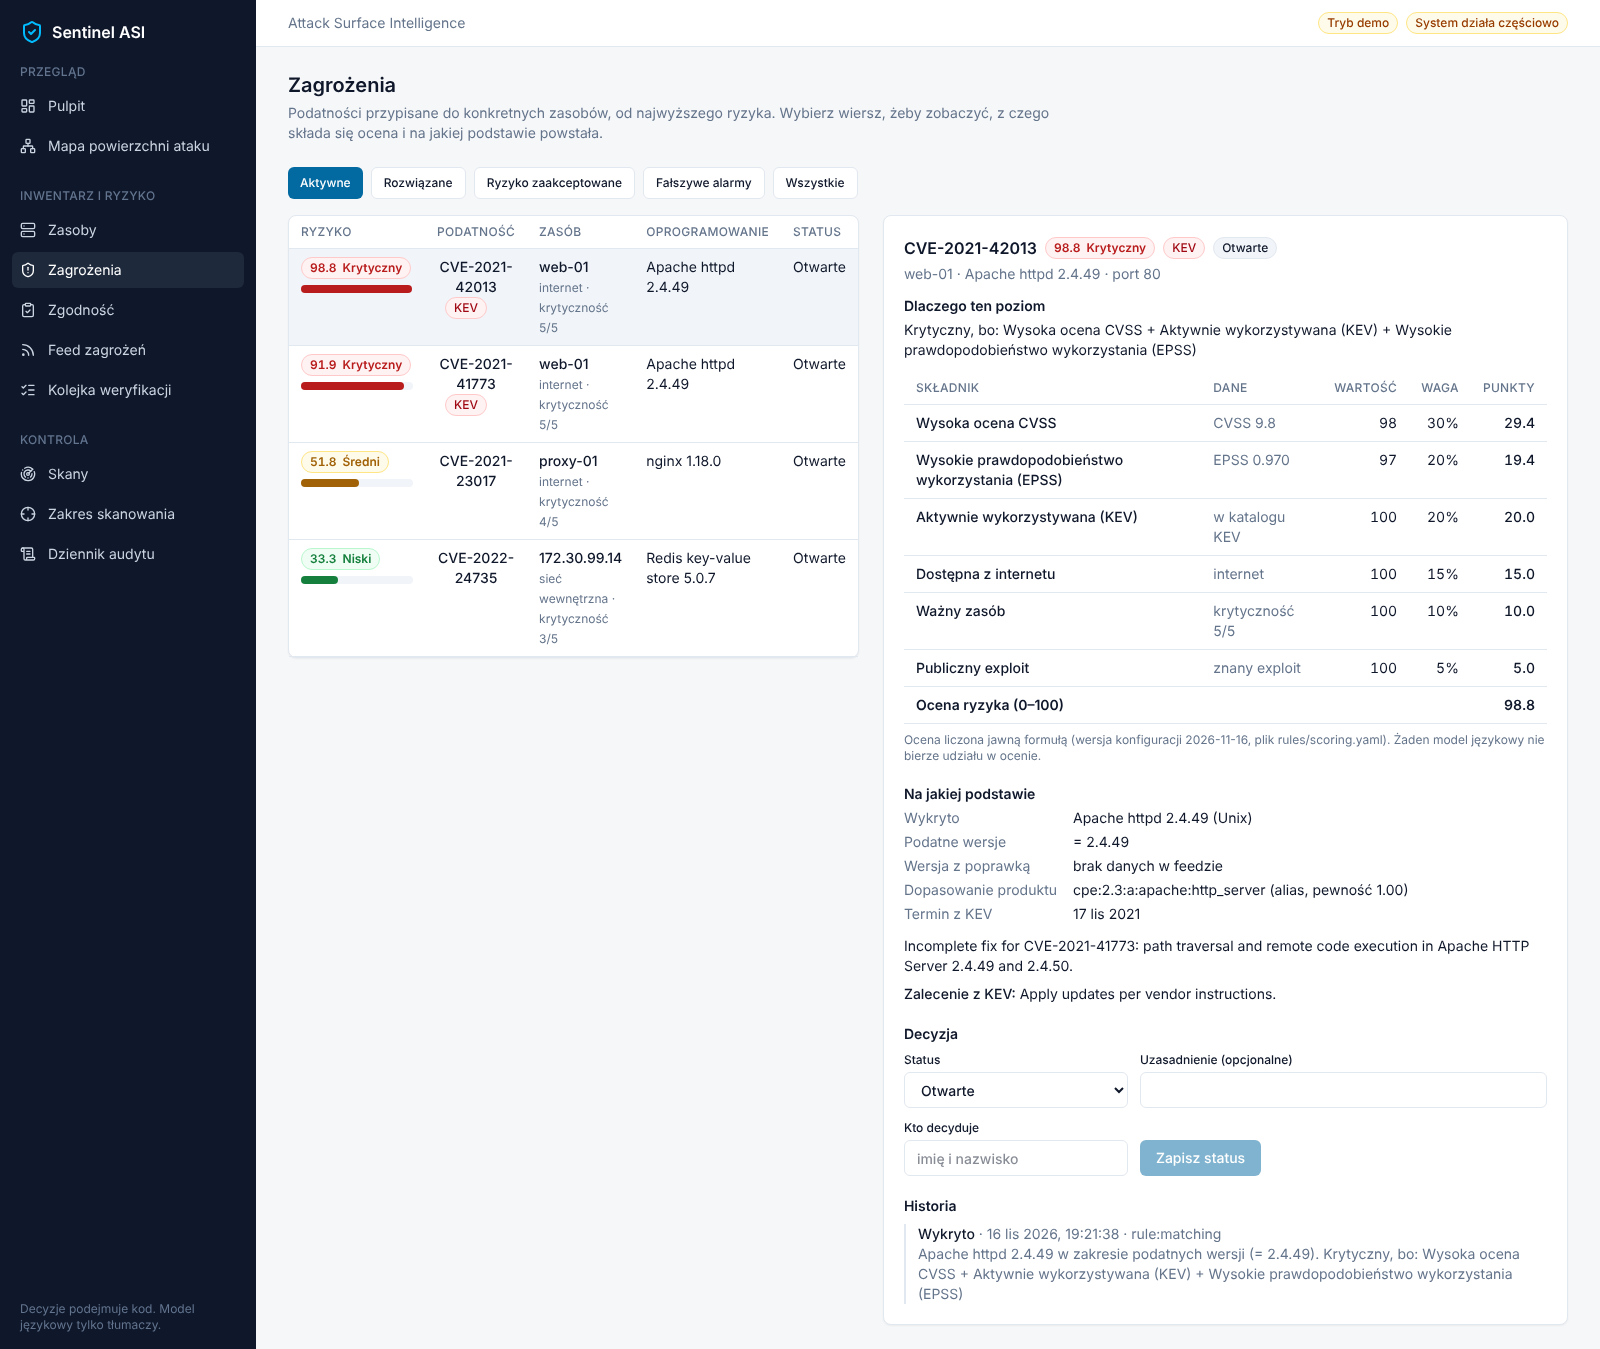 Sentinel ASI
PRZEGLĄD
Pulpit
Mapa powierzchni ataku
INWENTARZ I RYZYKO
Zasoby
Zagrożenia
Zgodność
Feed zagrożeń
Kolejka weryfikacji
KONTROLA
Skany
Zakres skanowania
Dziennik audytu
Decyzje podejmuje kod. Model
językowy tylko tłumaczy.
Attack Surface Intelligence
Tryb demo
System działa częściowo
Zagrożenia
Podatności przypisane do konkretnych zasobów, od najwyższego ryzyka. Wybierz wiersz, żeby zobaczyć, z czego
składa się ocena i na jakiej podstawie powstała.
Aktywne
Rozwiązane
Ryzyko zaakceptowane
Fałszywe alarmy
Wszystkie
RYZYKO PODATNOŚĆ ZASÓB OPROGRAMOWANIE STATUS
98.8 Krytyczny CVE-2021- web-01 Apache httpd Otwarte
42013 internet · 2.4.49
KEV krytyczność
5/5
91.9 Krytyczny CVE-2021- web-01 Apache httpd Otwarte
41773 internet · 2.4.49
KEV krytyczność
5/5
51.8 Średni CVE-2021- proxy-01 nginx 1.18.0 Otwarte
23017 internet ·
krytyczność
4/5
33.3 Niski CVE-2022- 172.30.99.14 Redis key-value Otwarte
24735 sieć store 5.0.7
wewnętrzna ·
krytyczność
3/5
CVE-2021-42013 98.8 Krytyczny KEV Otwarte
web-01 · Apache httpd 2.4.49 · port 80
Dlaczego ten poziom
Krytyczny, bo: Wysoka ocena CVSS + Aktywnie wykorzystywana (KEV) + Wysokie
prawdopodobieństwo wykorzystania (EPSS)
SKŁADNIK DANE WARTOŚĆ WAGA PUNKTY
Wysoka ocena CVSS CVSS 9.8 98 30% 29.4
Wysokie prawdopodobieństwo EPSS 0.970 97 20% 19.4
wykorzystania (EPSS)
Aktywnie wykorzystywana (KEV) w katalogu 100 20% 20.0
KEV
Dostępna z internetu internet 100 15% 15.0
Ważny zasób krytyczność 100 10% 10.0
5/5
Publiczny exploit znany exploit 100 5% 5.0
Ocena ryzyka (0–100) 98.8
Ocena liczona jawną formułą (wersja konfiguracji 2026-11-16, plik rules/scoring.yaml). Żaden model językowy nie
bierze udziału w ocenie.
Na jakiej podstawie
Wykryto Apache httpd 2.4.49 (Unix)
Podatne wersje = 2.4.49
Wersja z poprawką brak danych w feedzie
Dopasowanie produktu cpe:2.3:a:apache:http_server (alias, pewność 1.00)
Termin z KEV 17 lis 2021
Incomplete fix for CVE-2021-41773: path traversal and remote code execution in Apache HTTP
Server 2.4.49 and 2.4.50.
Zalecenie z KEV: Apply updates per vendor instructions.
Decyzja
Status Uzasadnienie (opcjonalne)
Otwarte
Kto decyduje
imię i nazwisko Zapisz status
Historia
Wykryto · 16 lis 2026, 19:21:38 · rule:matching
Apache httpd 2.4.49 w zakresie podatnych wersji (= 2.4.49). Krytyczny, bo: Wysoka ocena
CVSS + Aktywnie wykorzystywana (KEV) + Wysokie prawdopodobieństwo wykorzystania
(EPSS)